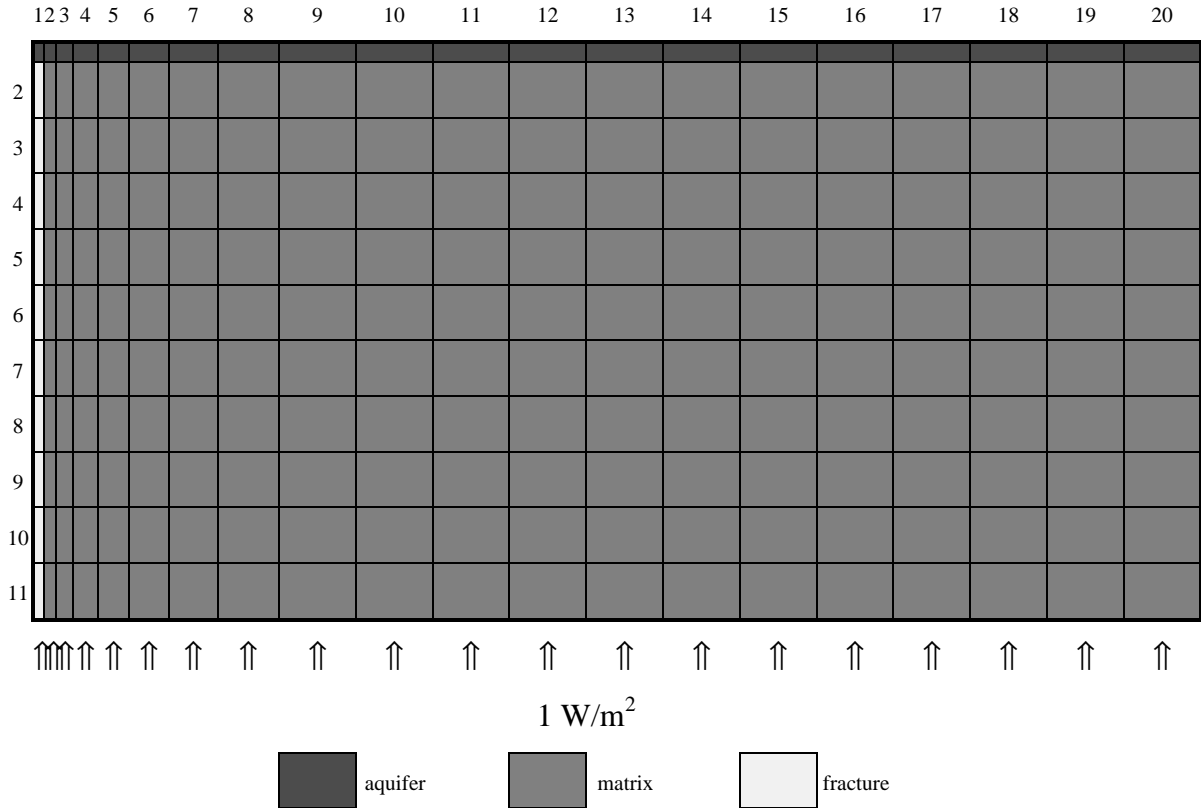 1 2 3 4 5 6 7 8 9 10 11 12 13 14 15 16 17 18 19 20
2
3
4
5
6
7
8
9
10
11
⇑ ⇑ ⇑ ⇑ ⇑ ⇑ ⇑ ⇑ ⇑ ⇑ ⇑ ⇑ ⇑ ⇑ ⇑ ⇑ ⇑ ⇑ ⇑ ⇑
1 W/m²
aquifer matrix fracture